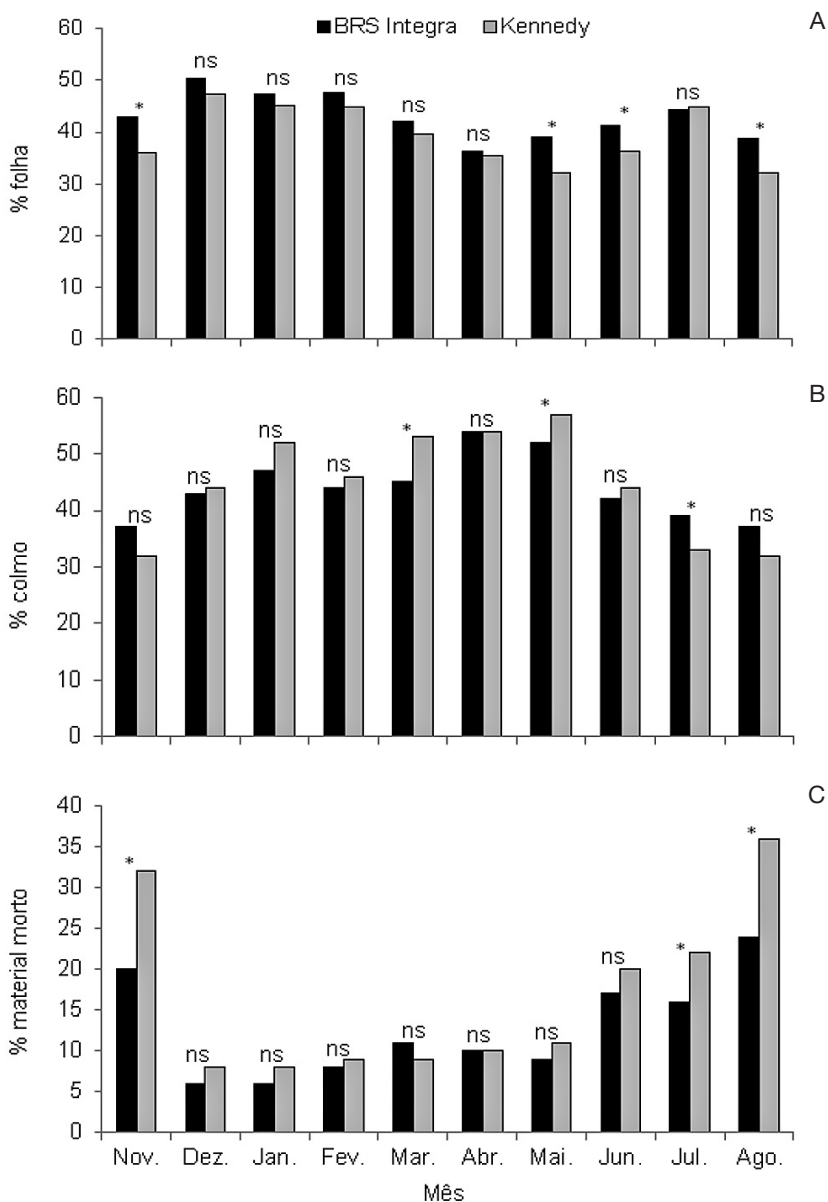 A
BRS Integra Kennedy
60
50
40
30
20
10
0
% folha
* ns ns ns ns ns * * ns *
B
60
50
40
30
20
10
0
% colmo
ns ns ns ns * ns * ns * ns
C
40
35
30
25
20
15
10
5
0
% material morto
* ns ns ns ns ns ns ns * *
Nov. Dez. Jan. Fev. Mar. Abr. Mai. Jun. Jul. Ago.
Mês